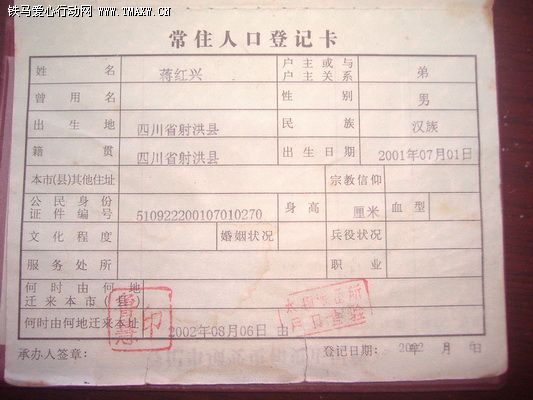 铁马爱心行动网 www.TMAXW.CN
常住人口登记卡
姓名 蒋红兴 户主或与户主关系 弟
曾用名 性别 男
出生地 四川省射洪县 民族 汉族
籍贯 四川省射洪县 出生日期 2001年07月01日
本市(县)其他住址 宗教信仰
公民身份证件编号 510922200107010270 身高 厘米 血型
文化程度 婚姻状况 兵役状况
服务处所 职业
何时由何地迁来本市(县)
何时由何地迁来本址 2002年08月06日 由
承办人签章: 登记日期: 年 月 日